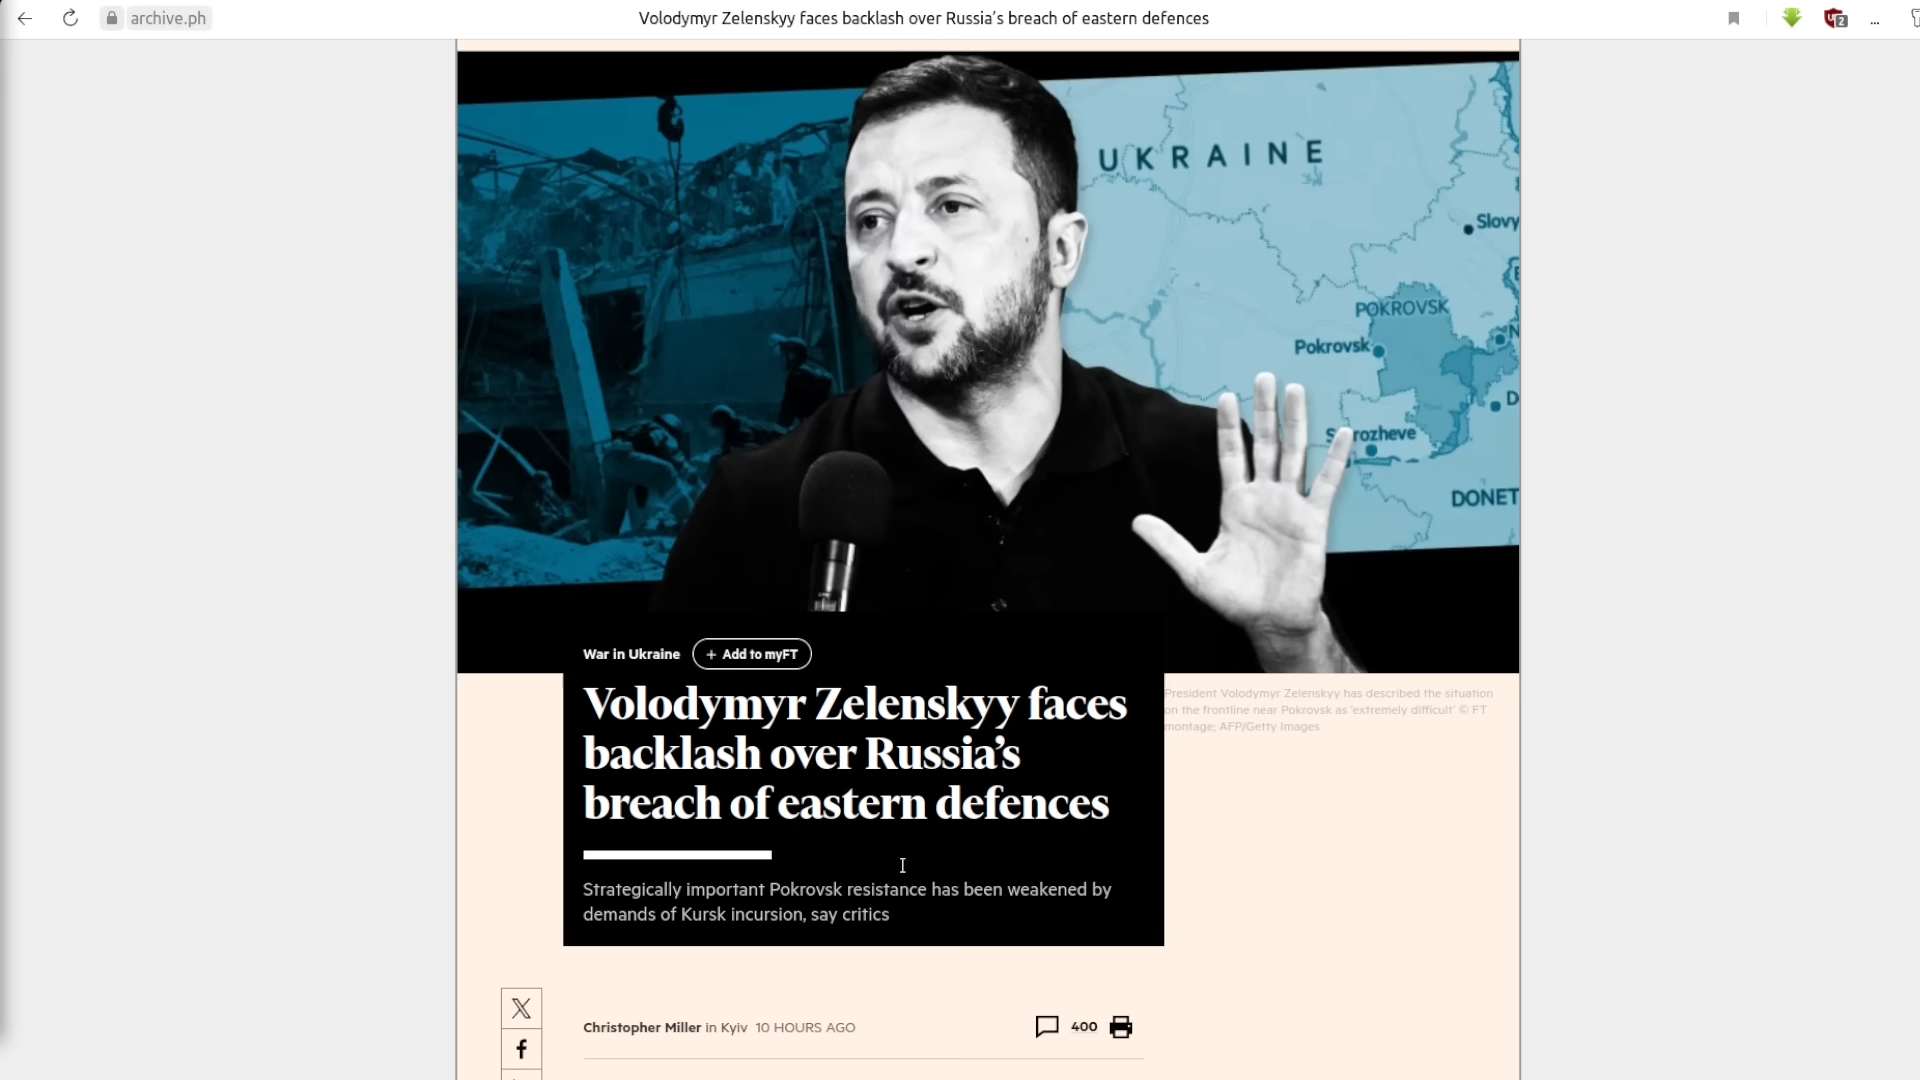 archive.ph
Volodymyr Zelenskyy faces backlash over Russia’s breach of eastern defences
2
...
UKRAINE
Slovy
POKROVSK
N
Pokrovsk
D
rozheve
DONET
War in Ukraine
+ Add to myFT
Volodymyr Zelenskyy faces
backlash over Russia’s
breach of eastern defences
President Volodymyr Zelenskyy has described the situation
on the frontline near Pokrovsk as ‘extremely difficult’ © FT
montage; AFP/Getty Images
Strategically important Pokrovsk resistance has been weakened by
demands of Kursk incursion, say critics
Christopher Miller in Kyiv 10 HOURS AGO
400